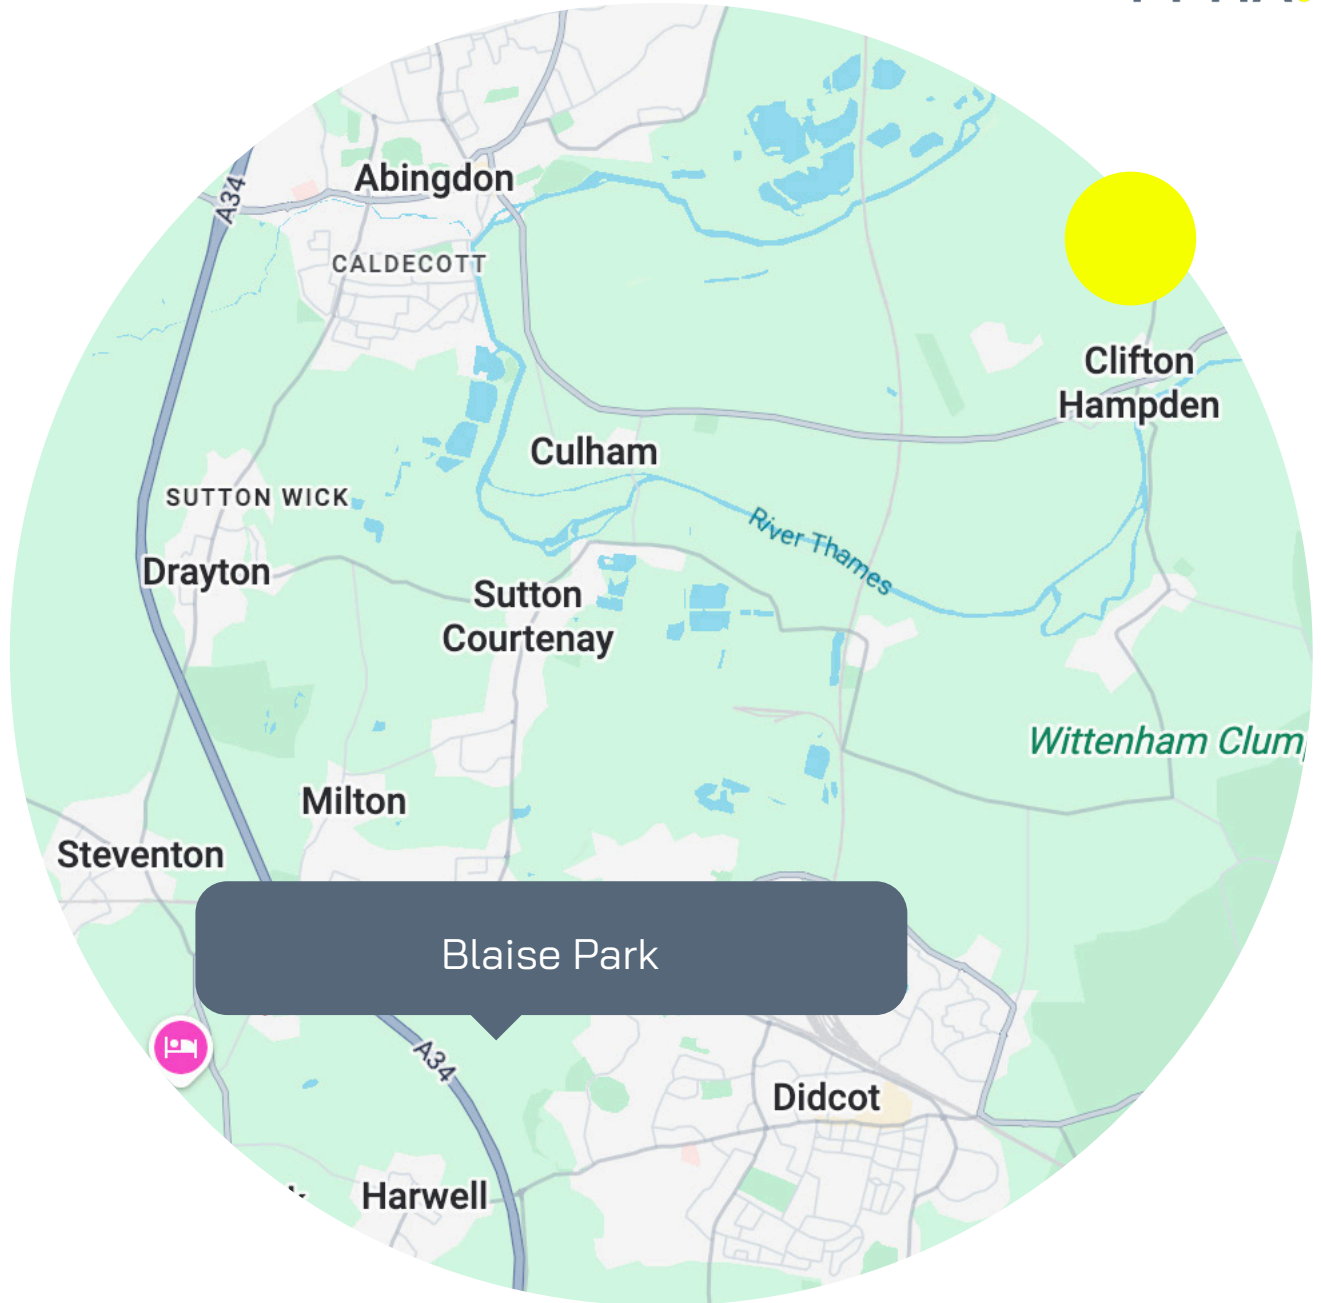 Abingdon
A34
CALDECOTT
Clifton
Hampden
Culham
SUTTON WICK
River Thames
Drayton
Sutton
Courtenay
Wittenham Clum
Milton
Steventon
Blaise Park
A34
Didcot
Harwell